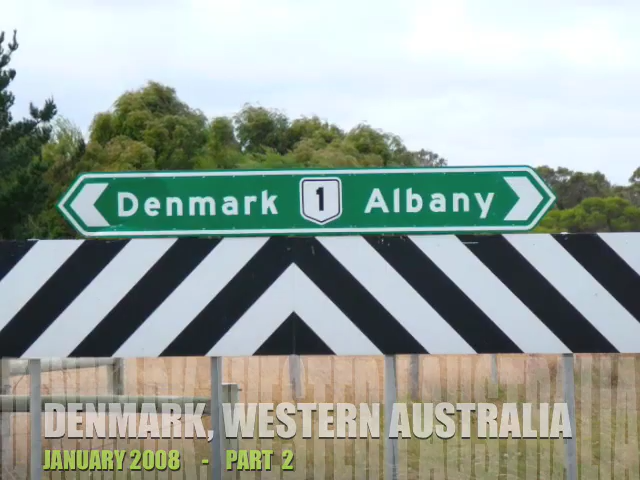 Denmark 1 Albany
DENMARK, WESTERN AUSTRALIA
JANUARY 2008 - PART 2